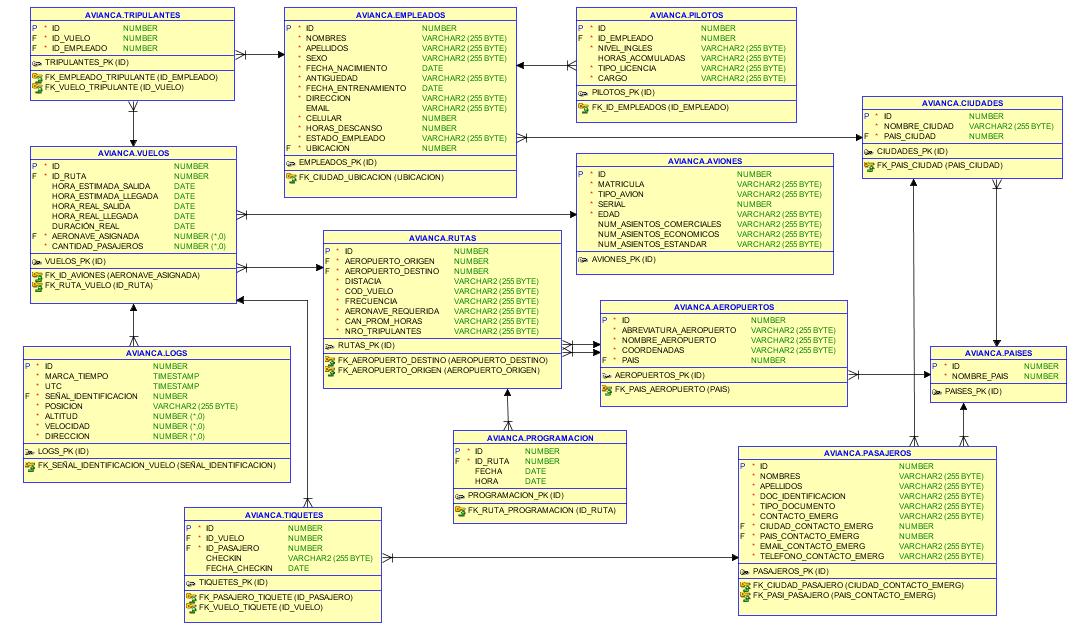 AVIANCA.TRIPULANTES
P * ID NUMBER
F * ID_VUELO NUMBER
F * ID_EMPLEADO NUMBER
TRIPULANTES_PK (ID)
FK_EMPLEADO_TRIPULANTE (ID_EMPLEADO)
FK_VUELO_TRIPULANTE (ID_VUELO)
AVIANCA.EMPLEADOS
P * ID NUMBER
* NOMBRES VARCHAR2 (255 BYTE)
* APELLIDOS VARCHAR2 (255 BYTE)
* SEXO VARCHAR2 (255 BYTE)
* FECHA_NACIMIENTO DATE
* ANTIGUEDAD VARCHAR2 (255 BYTE)
* FECHA_ENTRENAMIENTO DATE
* DIRECCION VARCHAR2 (255 BYTE)
EMAIL VARCHAR2 (255 BYTE)
* CELULAR NUMBER
* HORAS_DESCANSO NUMBER
* ESTADO_EMPLEADO VARCHAR2 (255 BYTE)
F * UBICACION NUMBER
EMPLEADOS_PK (ID)
FK_CIUDAD_UBICACION (UBICACION)
AVIANCA.PILOTOS
P * ID NUMBER
F * ID_EMPLEADO NUMBER
* NIVEL_INGLES VARCHAR2 (255 BYTE)
HORAS_ACOMULADAS VARCHAR2 (255 BYTE)
* TIPO_LICENCIA VARCHAR2 (255 BYTE)
* CARGO VARCHAR2 (255 BYTE)
PILOTOS_PK (ID)
FK_ID_EMPLEADOS (ID_EMPLEADO)
AVIANCA.CIUDADES
P * ID NUMBER
* NOMBRE_CIUDAD VARCHAR2 (255 BYTE)
F * PAIS_CIUDAD NUMBER
CIUDADES_PK (ID)
FK_PAIS_CIUDAD (PAIS_CIUDAD)
AVIANCA.VUELOS
P * ID NUMBER
F * ID_RUTA NUMBER
HORA_ESTIMADA_SALIDA DATE
HORA_ESTIMADA_LLEGADA DATE
HORA_REAL_SALIDA DATE
HORA_REAL_LLEGADA DATE
DURACIÓN_REAL DATE
F * AERONAVE_ASIGNADA NUMBER (*,0)
* CANTIDAD_PASAJEROS NUMBER (*,0)
VUELOS_PK (ID)
FK_ID_AVIONES (AERONAVE_ASIGNADA)
FK_RUTA_VUELO (ID_RUTA)
AVIANCA.AVIONES
P * ID NUMBER
* MATRICULA VARCHAR2 (255 BYTE)
* TIPO_AVION VARCHAR2 (255 BYTE)
* SERIAL NUMBER
* EDAD VARCHAR2 (255 BYTE)
NUM_ASIENTOS_COMERCIALES VARCHAR2 (255 BYTE)
NUM_ASIENTOS_ECONOMICOS VARCHAR2 (255 BYTE)
NUM_ASIENTOS_ESTANDAR VARCHAR2 (255 BYTE)
AVIONES_PK (ID)
AVIANCA.RUTAS
P * ID NUMBER
F * AEROPUERTO_ORIGEN NUMBER
F * AEROPUERTO_DESTINO NUMBER
* DISTACIA VARCHAR2 (255 BYTE)
* COD_VUELO VARCHAR2 (255 BYTE)
* FRECUENCIA VARCHAR2 (255 BYTE)
* AERONAVE_REQUERIDA VARCHAR2 (255 BYTE)
* CAN_PROM_HORAS VARCHAR2 (255 BYTE)
* NRO_TRIPULANTES VARCHAR2 (255 BYTE)
RUTAS_PK (ID)
FK_AEROPUERTO_DESTINO (AEROPUERTO_DESTINO)
FK_AEROPUERTO_ORIGEN (AEROPUERTO_ORIGEN)
AVIANCA.AEROPUERTOS
P * ID NUMBER
* ABREVIATURA_AEROPUERTO VARCHAR2 (255 BYTE)
* NOMBRE_AEROPUERTO VARCHAR2 (255 BYTE)
* COORDENADAS VARCHAR2 (255 BYTE)
F * PAIS NUMBER
AEROPUERTOS_PK (ID)
FK_PAIS_AEROPUERTO (PAIS)
AVIANCA.PAISES
P * ID NUMBER
* NOMBRE_PAIS NUMBER
PAISES_PK (ID)
AVIANCA.LOGS
P * ID NUMBER
* MARCA_TIEMPO TIMESTAMP
* UTC TIMESTAMP
F * SEÑAL_IDENTIFICACION NUMBER
* POSICIÓN VARCHAR2 (255 BYTE)
* ALTITUD NUMBER (*,0)
* VELOCIDAD NUMBER (*,0)
* DIRECCION NUMBER (*,0)
LOGS_PK (ID)
FK_SEÑAL_IDENTIFICACION_VUELO (SEÑAL_IDENTIFICACION)
AVIANCA.PROGRAMACION
P * ID NUMBER
F * ID_RUTA NUMBER
FECHA DATE
HORA DATE
PROGRAMACION_PK (ID)
FK_RUTA_PROGRAMACION (ID_RUTA)
AVIANCA.PASAJEROS
P * ID NUMBER
* NOMBRES VARCHAR2 (255 BYTE)
* APELLIDOS VARCHAR2 (255 BYTE)
* DOC_IDENTIFICACION VARCHAR2 (255 BYTE)
* TIPO_DOCUMENTO VARCHAR2 (255 BYTE)
* CONTACTO_EMERG VARCHAR2 (255 BYTE)
F * CIUDAD_CONTACTO_EMERG NUMBER
F * PAIS_CONTACTO_EMERG NUMBER
* EMAIL_CONTACTO_EMERG VARCHAR2 (255 BYTE)
* TELEFONO_CONTACTO_EMERG VARCHAR2 (255 BYTE)
PASAJEROS_PK (ID)
FK_CIUDAD_PASAJERO (CIUDAD_CONTACTO_EMERG)
FK_PASI_PASAJERO (PAIS_CONTACTO_EMERG)
AVIANCA.TIQUETES
P * ID NUMBER
F * ID_VUELO NUMBER
F * ID_PASAJERO NUMBER
CHECKIN VARCHAR2 (255 BYTE)
FECHA_CHECKIN DATE
TIQUETES_PK (ID)
FK_PASAJERO_TIQUETE (ID_PASAJERO)
FK_VUELO_TIQUETE (ID_VUELO)